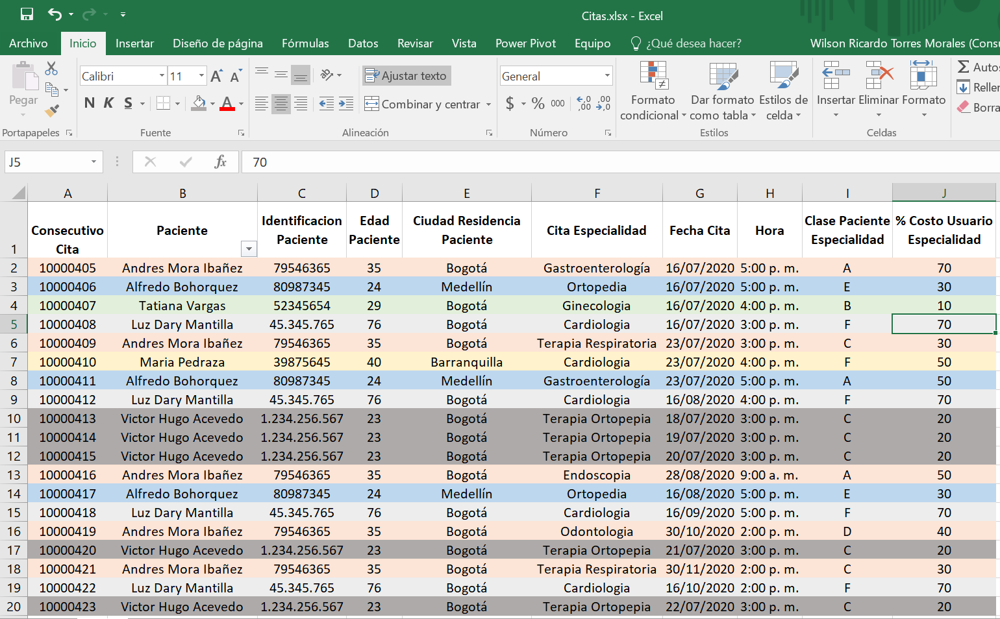 Citas.xlsx - Excel
Archivo Inicio Insertar Diseño de página Fórmulas Datos Revisar Vista Power Pivot Equipo ¿Qué desea hacer? Wilson Ricardo Torres Morales (Consu
Pegar
Calibri 11
N K S
Ajustar texto
Combinar y centrar
General
$ % 000
Formato condicional
Dar formato como tabla
Estilos de celda
Insertar Eliminar Formato
Autos
Reller
Borra
Portapapeles Fuente Alineación Número Estilos Celdas
J5 fx 70
A B C D E F G H I J
1 Consecutivo Cita Paciente Identificacion Paciente Edad Paciente Ciudad Residencia Paciente Cita Especialidad Fecha Cita Hora Clase Paciente Especialidad % Costo Usuario Especialidad
2 10000405 Andres Mora Ibañez 79546365 35 Bogotá Gastroenterología 16/07/2020 5:00 p. m. A 70
3 10000406 Alfredo Bohorquez 80987345 24 Medellín Ortopedia 16/07/2020 5:00 p. m. E 30
4 10000407 Tatiana Vargas 52345654 29 Bogotá Ginecologia 16/07/2020 4:00 p. m. B 10
5 10000408 Luz Dary Mantilla 45.345.765 76 Bogotá Cardiologia 16/07/2020 3:00 p. m. F 70
6 10000409 Andres Mora Ibañez 79546365 35 Bogotá Terapia Respiratoria 23/07/2020 3:00 p. m. C 30
7 10000410 Maria Pedraza 39875645 40 Barranquilla Cardiologia 23/07/2020 4:00 p. m. F 50
8 10000411 Alfredo Bohorquez 80987345 24 Medellín Gastroenterología 23/07/2020 5:00 p. m. A 50
9 10000412 Luz Dary Mantilla 45.345.765 76 Bogotá Cardiologia 16/08/2020 4:00 p. m. F 70
10 10000413 Victor Hugo Acevedo 1.234.256.567 23 Bogotá Terapia Ortopepia 18/07/2020 3:00 p. m. C 20
11 10000414 Victor Hugo Acevedo 1.234.256.567 23 Bogotá Terapia Ortopepia 19/07/2020 3:00 p. m. C 20
12 10000415 Victor Hugo Acevedo 1.234.256.567 23 Bogotá Terapia Ortopepia 20/07/2020 3:00 p. m. C 20
13 10000416 Andres Mora Ibañez 79546365 35 Bogotá Endoscopia 28/08/2020 9:00 a. m. A 50
14 10000417 Alfredo Bohorquez 80987345 24 Medellín Ortopedia 16/08/2020 5:00 p. m. E 30
15 10000418 Luz Dary Mantilla 45.345.765 76 Bogotá Cardiologia 16/09/2020 5:00 p. m. F 70
16 10000419 Andres Mora Ibañez 79546365 35 Bogotá Odontologia 30/10/2020 2:00 p. m. D 40
17 10000420 Victor Hugo Acevedo 1.234.256.567 23 Bogotá Terapia Ortopepia 21/07/2020 3:00 p. m. C 20
18 10000421 Andres Mora Ibañez 79546365 35 Bogotá Terapia Respiratoria 30/11/2020 2:00 p. m. C 30
19 10000422 Luz Dary Mantilla 45.345.765 76 Bogotá Cardiologia 16/10/2020 2:00 p. m. F 70
20 10000423 Victor Hugo Acevedo 1.234.256.567 23 Bogotá Terapia Ortopepia 22/07/2020 3:00 p. m. C 20